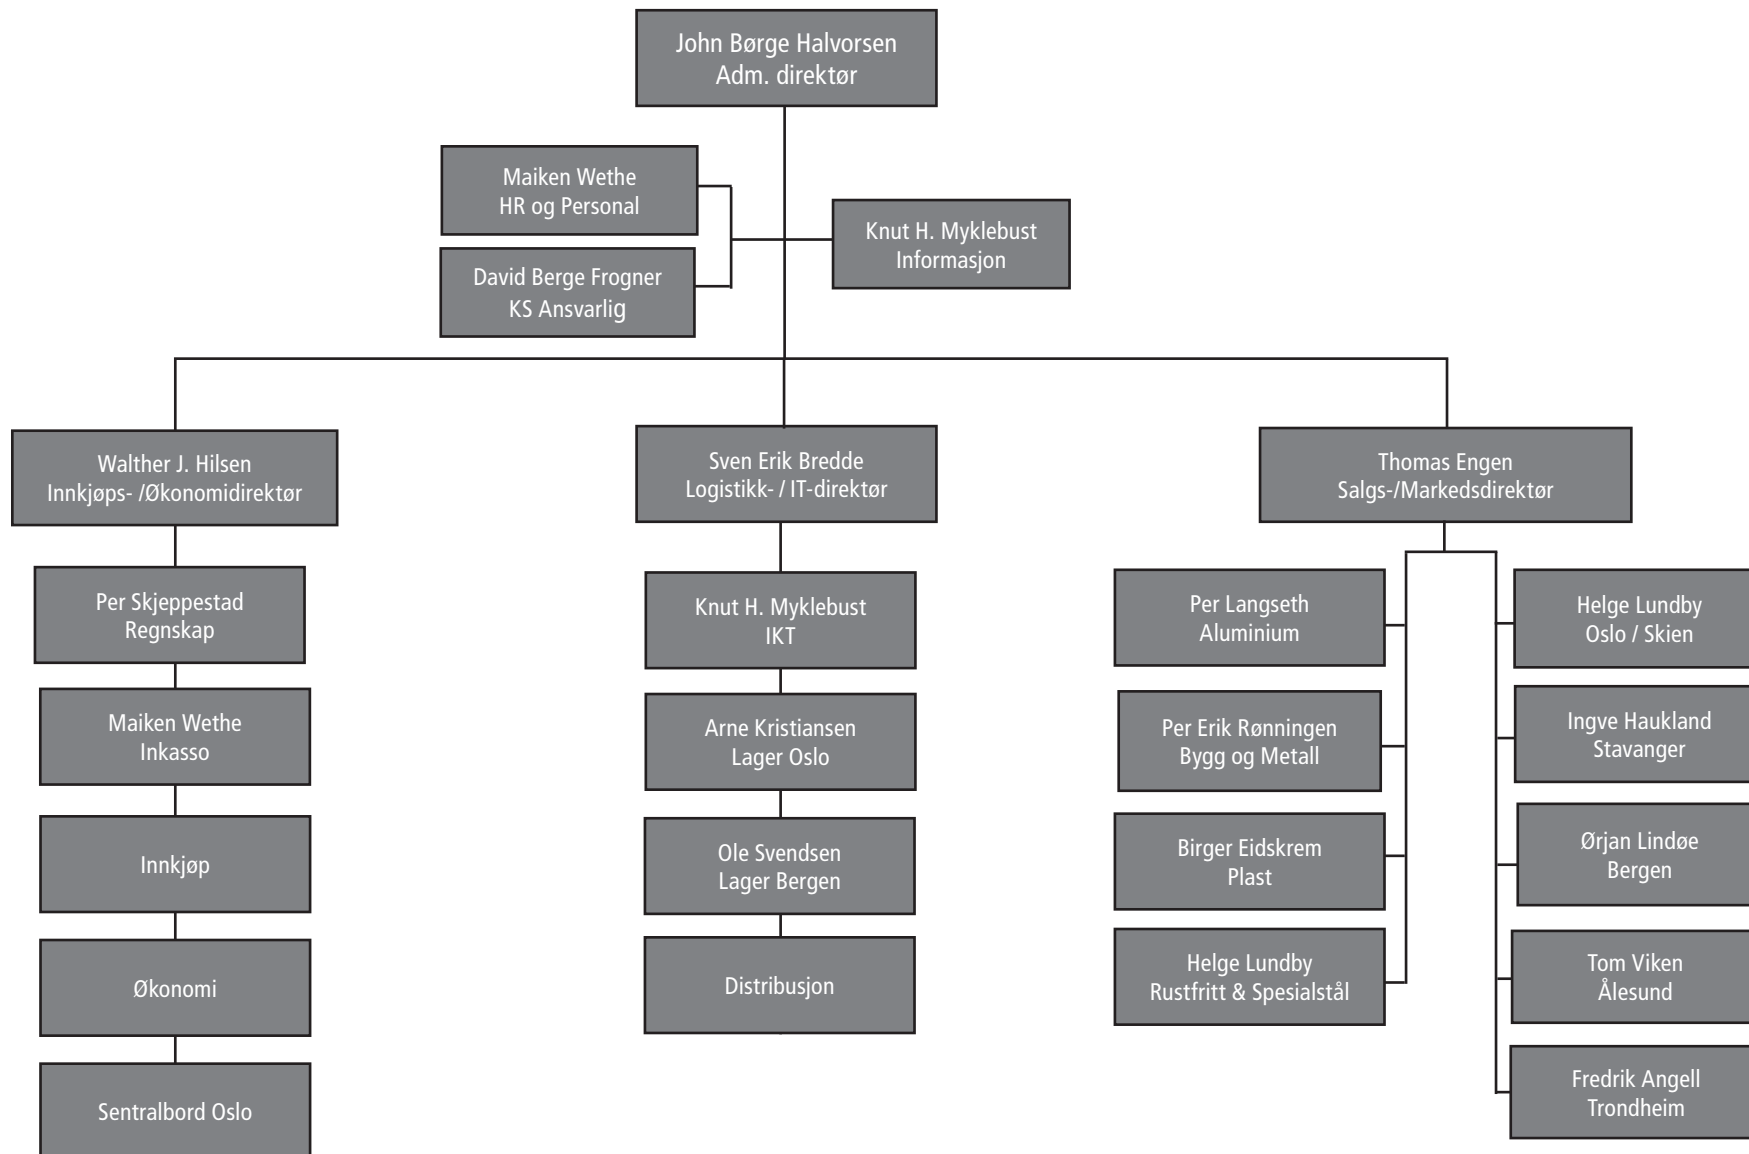 John Børge Halvorsen
Adm. direktør
Maiken Wethe
HR og Personal
Knut H. Myklebust
Informasjon
David Berge Frogner
KS Ansvarlig
Walther J. Hilsen
Innkjøps- /Økonomidirektør
Sven Erik Bredde
Logistikk- / IT-direktør
Thomas Engen
Salgs-/Markedsdirektør
Per Skjeppestad
Regnskap
Maiken Wethe
Inkasso
Innkjøp
Økonomi
Sentralbord Oslo
Knut H. Myklebust
IKT
Arne Kristiansen
Lager Oslo
Ole Svendsen
Lager Bergen
Distribusjon
Per Langseth
Aluminium
Per Erik Rønningen
Bygg og Metall
Birger Eidskrem
Plast
Helge Lundby
Rustfritt & Spesialstål
Helge Lundby
Oslo / Skien
Ingve Haukland
Stavanger
Ørjan Lindøe
Bergen
Tom Viken
Ålesund
Fredrik Angell
Trondheim